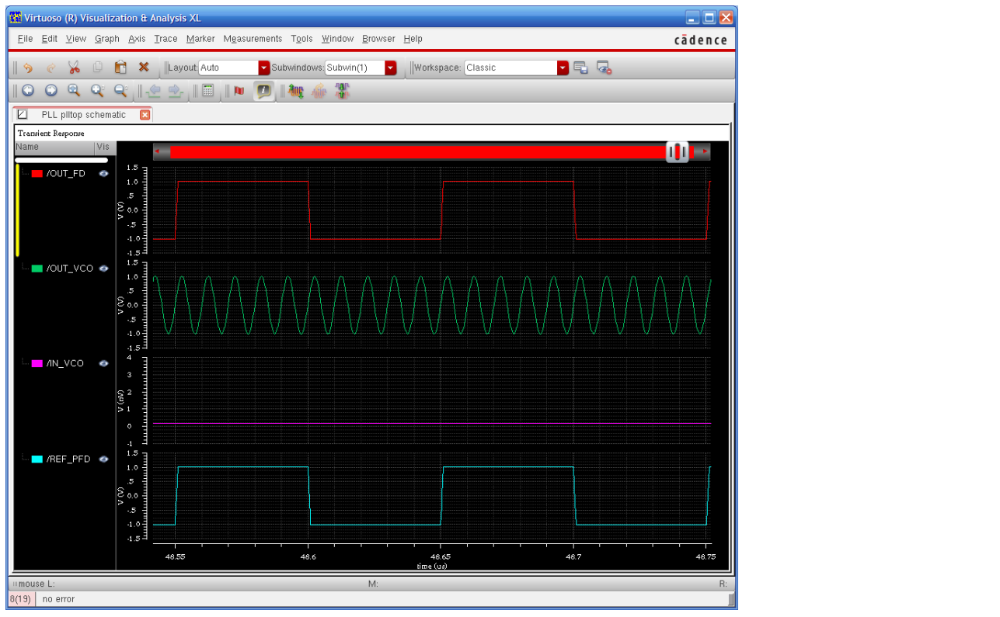 Virtuoso (R) Visualization & Analysis XL
File Edit View Graph Axis Trace Marker Measurements Tools Window Browser Help
cādence
Layout: Auto Subwindows: Subwin(1) Workspace: Classic
PLL plltop schematic
Transient Response
Name Vis
/OUT_FD
1.5
1.0
.5
0.0
-.5
-1.0
-1.5
V (V)
/OUT_VCO
1.5
1.0
.5
0.0
-.5
-1.0
-1.5
V (V)
/IN_VCO
4
3
2
1
0
-1
V (nV)
/REF_PFD
1.5
1.0
.5
0.0
-.5
-1.0
-1.5
V (V)
48.55 48.6 48.65 48.7 48.75
time (us)
mouse L: M: R:
8(19) no error